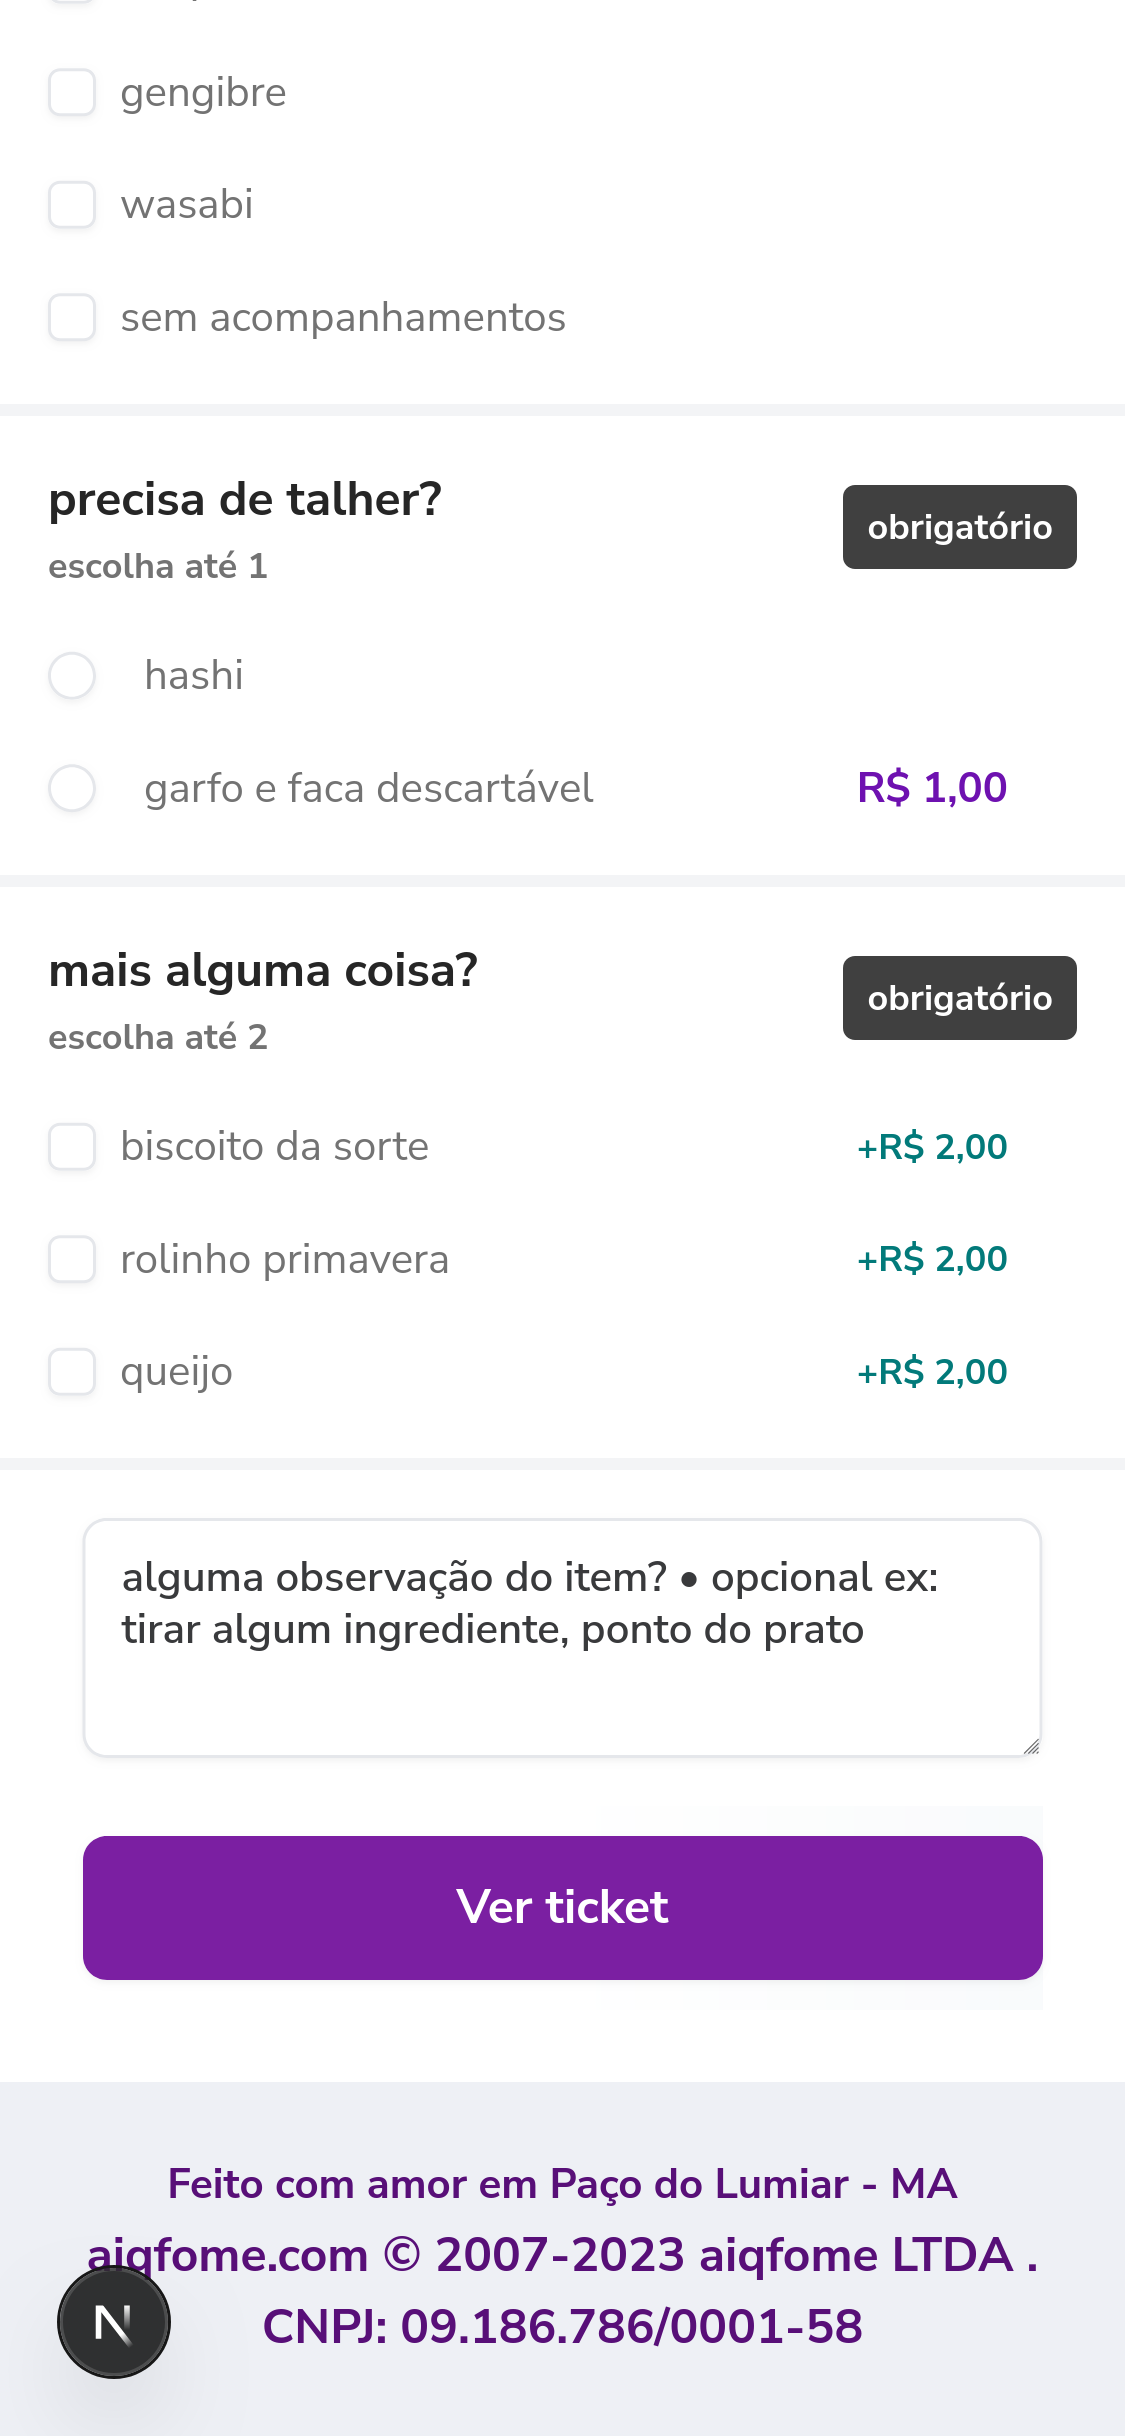 gengibre
wasabi
sem acompanhamentos
precisa de talher?
obrigatório
escolha até 1
hashi
garfo e faca descartável R$ 1,00
mais alguma coisa?
obrigatório
escolha até 2
biscoito da sorte +R$ 2,00
rolinho primavera +R$ 2,00
queijo +R$ 2,00
alguma observação do item? • opcional ex:
tirar algum ingrediente, ponto do prato
Ver ticket
Feito com amor em Paço do Lumiar - MA
aiqfome.com © 2007-2023 aiqfome LTDA .
CNPJ: 09.186.786/0001-58
N